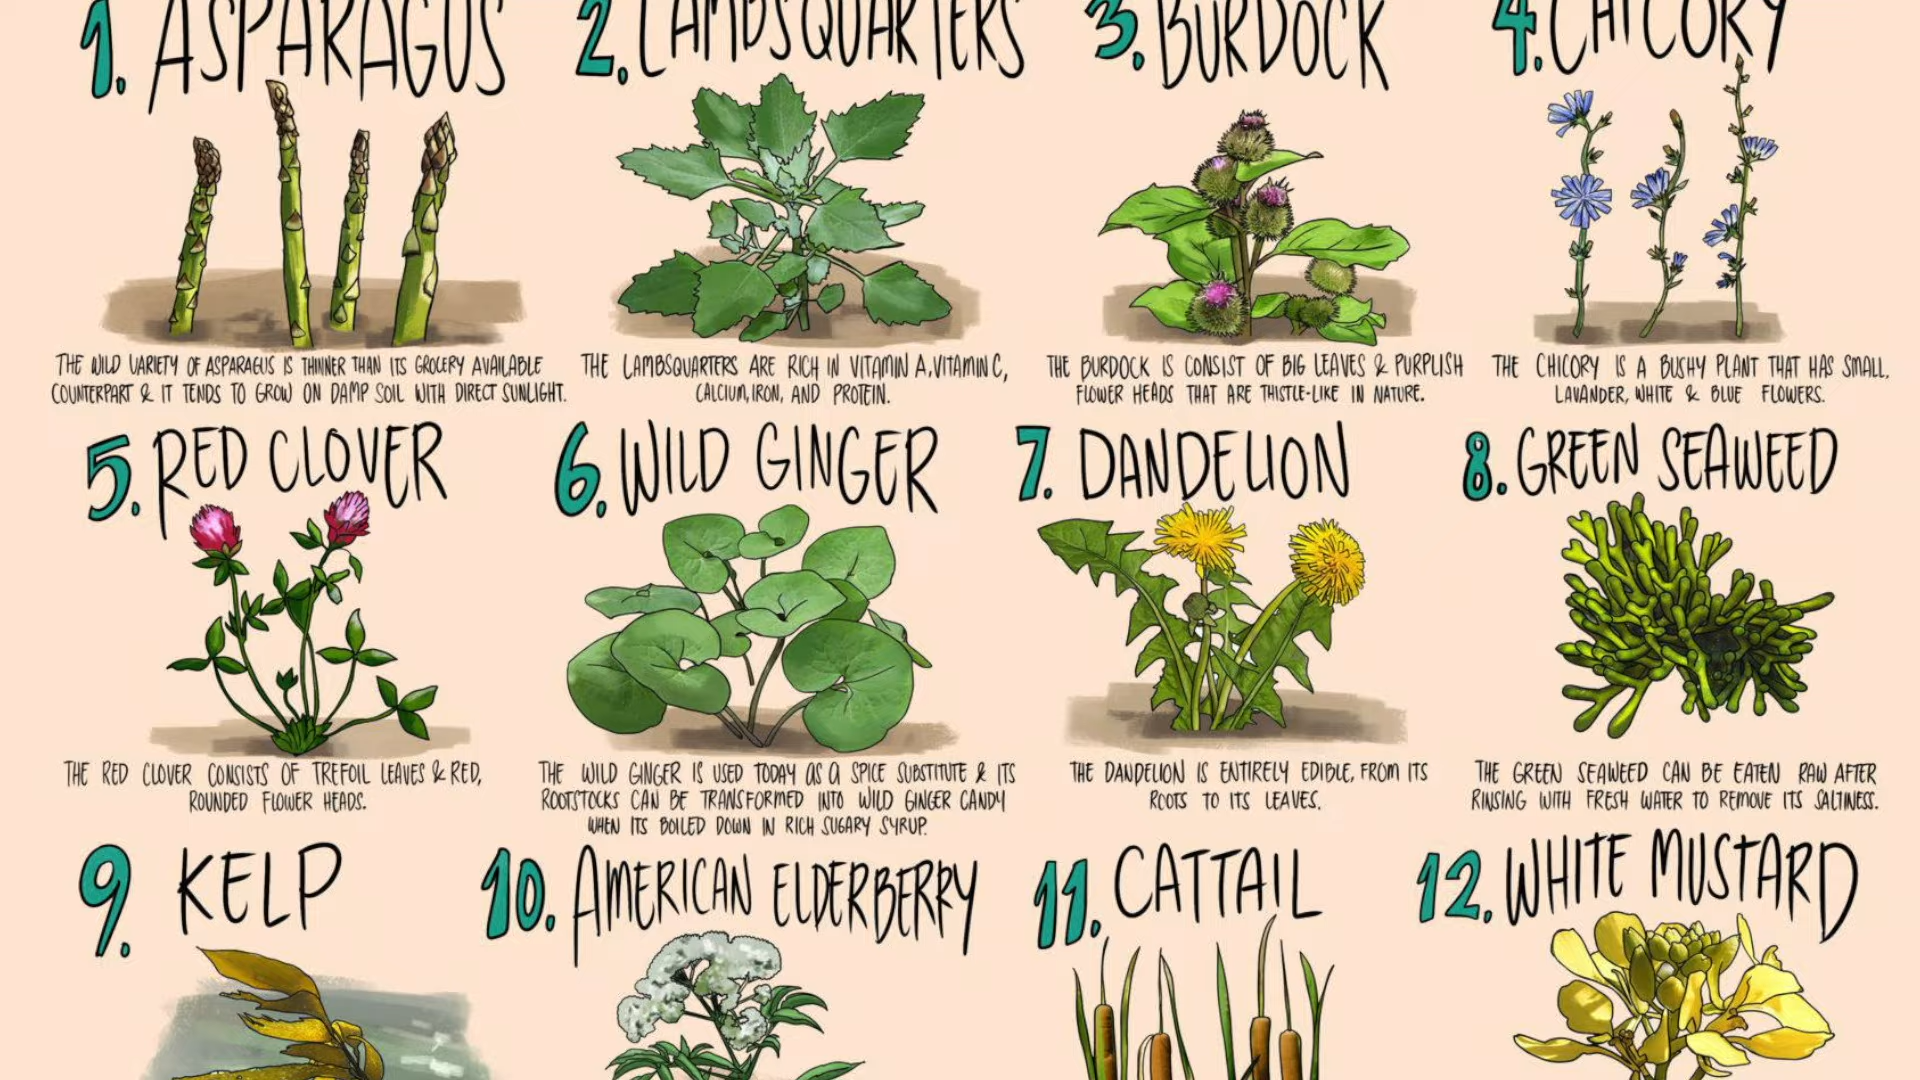 1. ASPARAGUS
2. LAMBSQUARTERS
3. BURDOCK
4. CHICORY
THE WILD VARIETY OF ASPARAGUS IS THINNER THAN ITS GROCERY AVAILABLE
COUNTERPART & IT TENDS TO GROW ON DAMP SOIL WITH DIRECT SUNLIGHT.
THE LAMBSQUARTERS ARE RICH IN VITAMIN A, VITAMIN C,
CALCIUM, IRON, AND PROTEIN.
THE BURDOCK IS CONSIST OF BIG LEAVES & PURPLISH
FLOWER HEADS THAT ARE THISTLE-LIKE IN NATURE.
THE CHICORY IS A BUSHY PLANT THAT HAS SMALL,
LAVANDER, WHITE & BLUE FLOWERS.
5. RED CLOVER
6. WILD GINGER
7. DANDELION
8. GREEN SEAWEED
THE RED CLOVER CONSISTS OF TREFOIL LEAVES & RED,
ROUNDED FLOWER HEADS.
THE WILD GINGER IS USED TODAY AS A SPICE SUBSTITUTE & ITS
ROOTSTOCKS CAN BE TRANSFORMED INTO WILD GINGER CANDY
WHEN ITS BOILED DOWN IN RICH SUGARY SYRUP.
THE DANDELION IS ENTIRELY EDIBLE, FROM ITS
ROOTS TO ITS LEAVES.
THE GREEN SEAWEED CAN BE EATEN RAW AFTER
RINSING WITH FRESH WATER TO REMOVE ITS SALTINESS.
9. KELP
10. AMERICAN ELDERBERRY
11. CATTAIL
12. WHITE MUSTARD